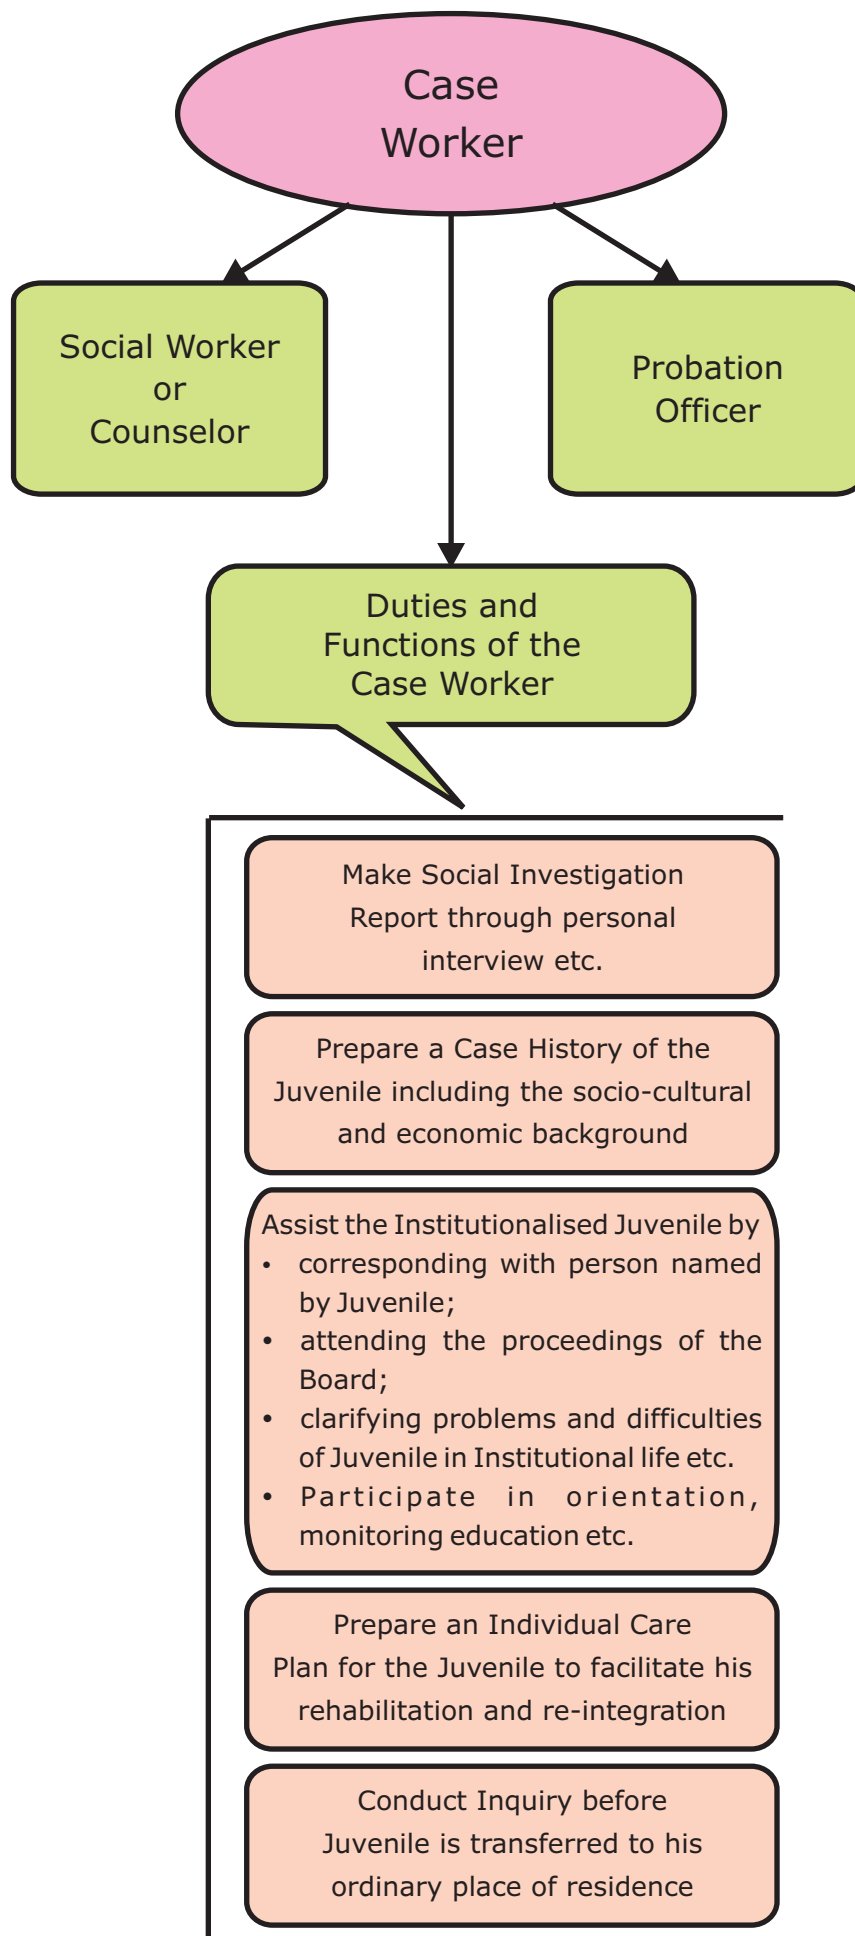 Case
Worker
Social Worker
or
Counselor
Probation
Officer
Duties and
Functions of the
Case Worker
Make Social Investigation
Report through personal
interview etc.
Prepare a Case History of the
Juvenile including the socio-cultural
and economic background
Assist the Institutionalised Juvenile by
• corresponding with person named
by Juvenile;
• attending the proceedings of the
Board;
• clarifying problems and difficulties
of Juvenile in Institutional life etc.
• Participate in orientation,
monitoring education etc.
Prepare an Individual Care
Plan for the Juvenile to facilitate his
rehabilitation and re-integration
Conduct Inquiry before
Juvenile is transferred to his
ordinary place of residence